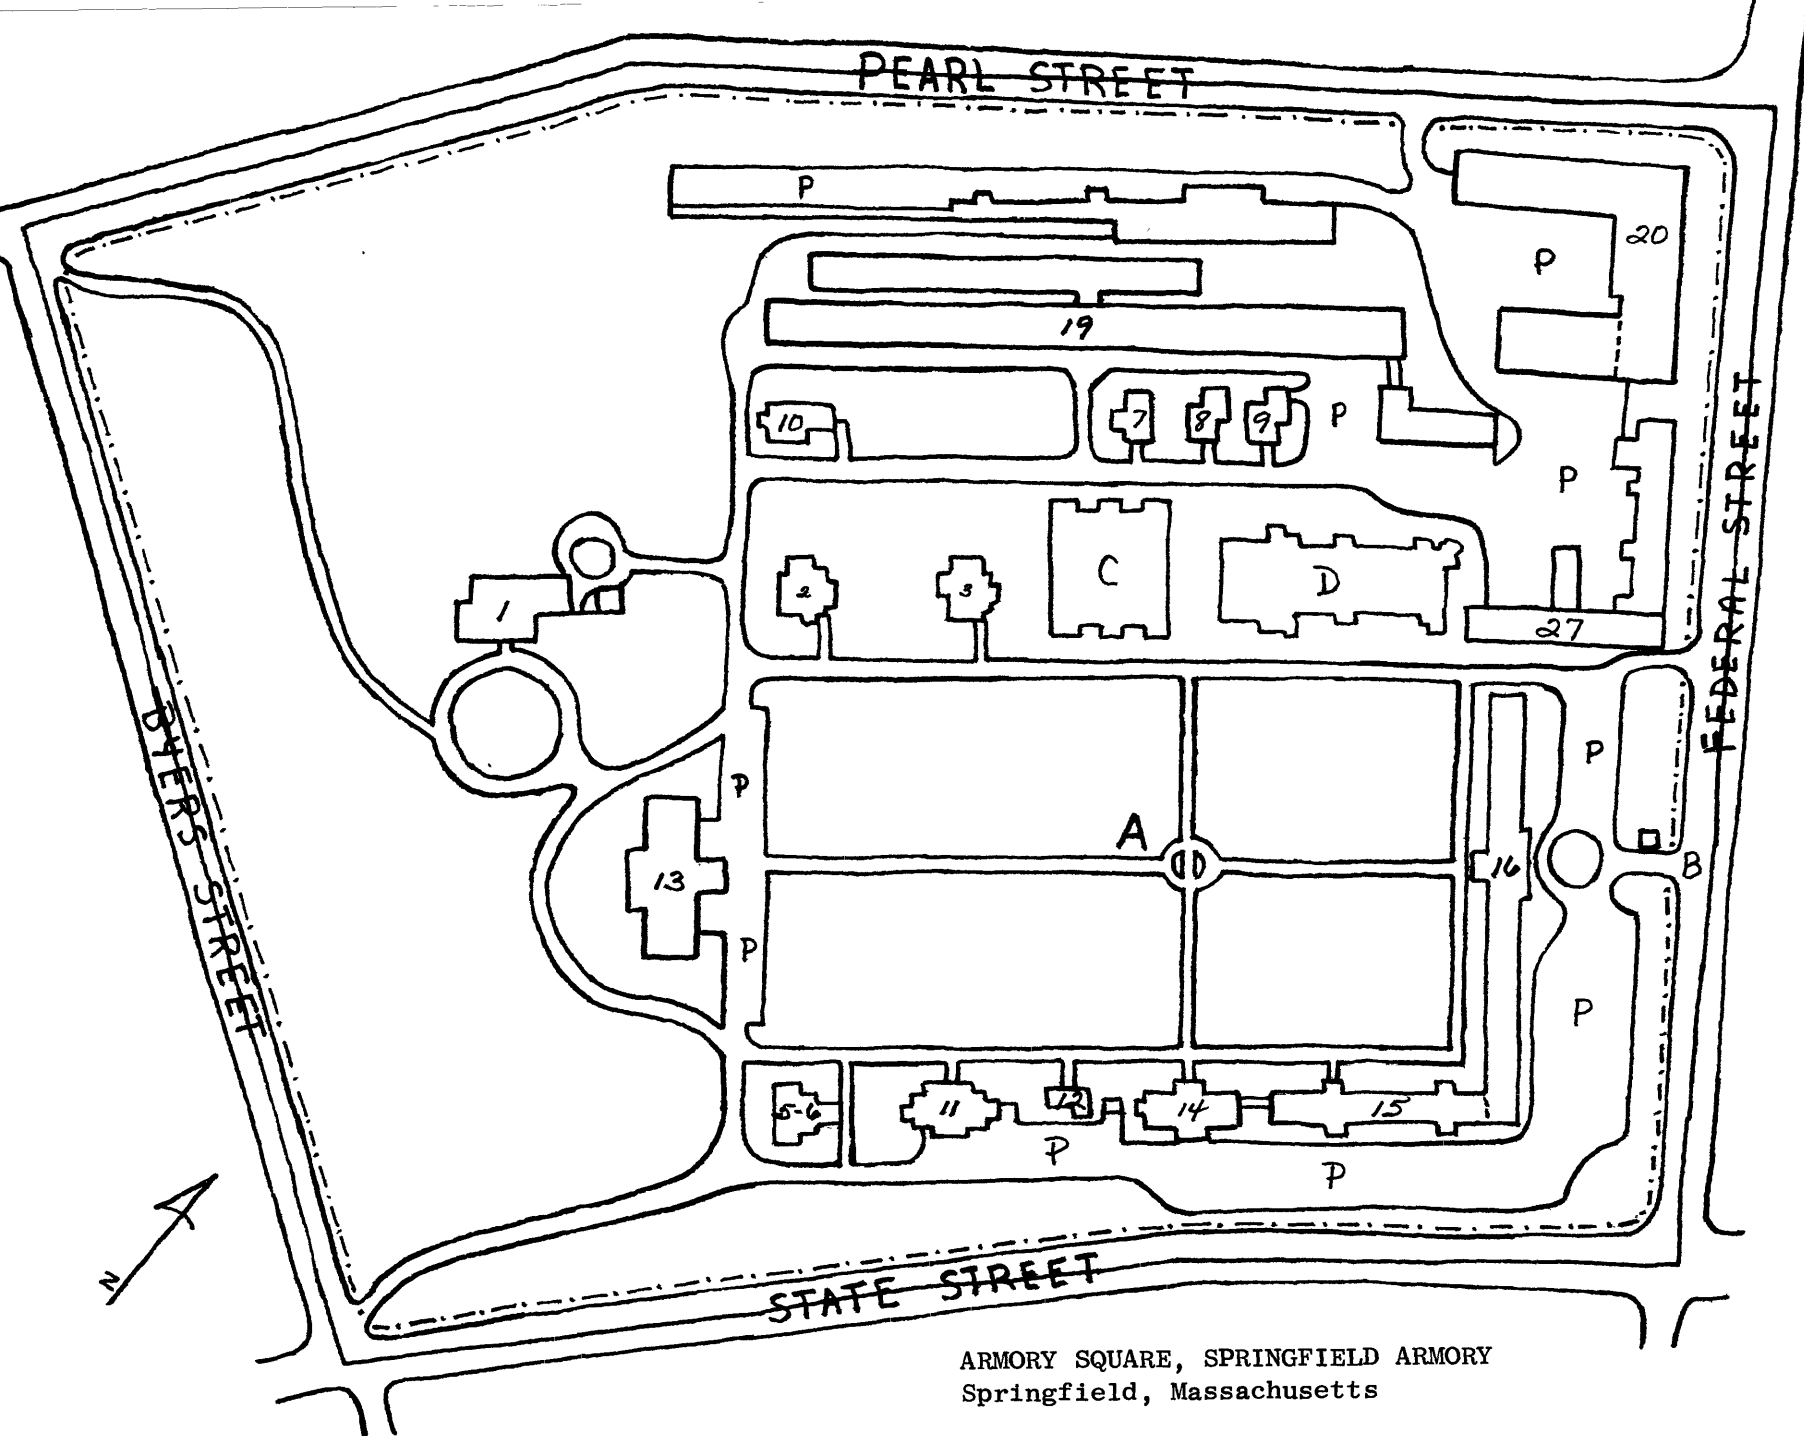 PEARL STREET
P
20
P
19
10
7
8
9
P
P
FEDERAL STREET
C
D
2
3
1
27
BYERS STREET
P
P
A
13
16
B
P
P
5-6
11
12
14
15
P
P
N
STATE STREET
ARMORY SQUARE, SPRINGFIELD ARMORY
Springfield, Massachusetts